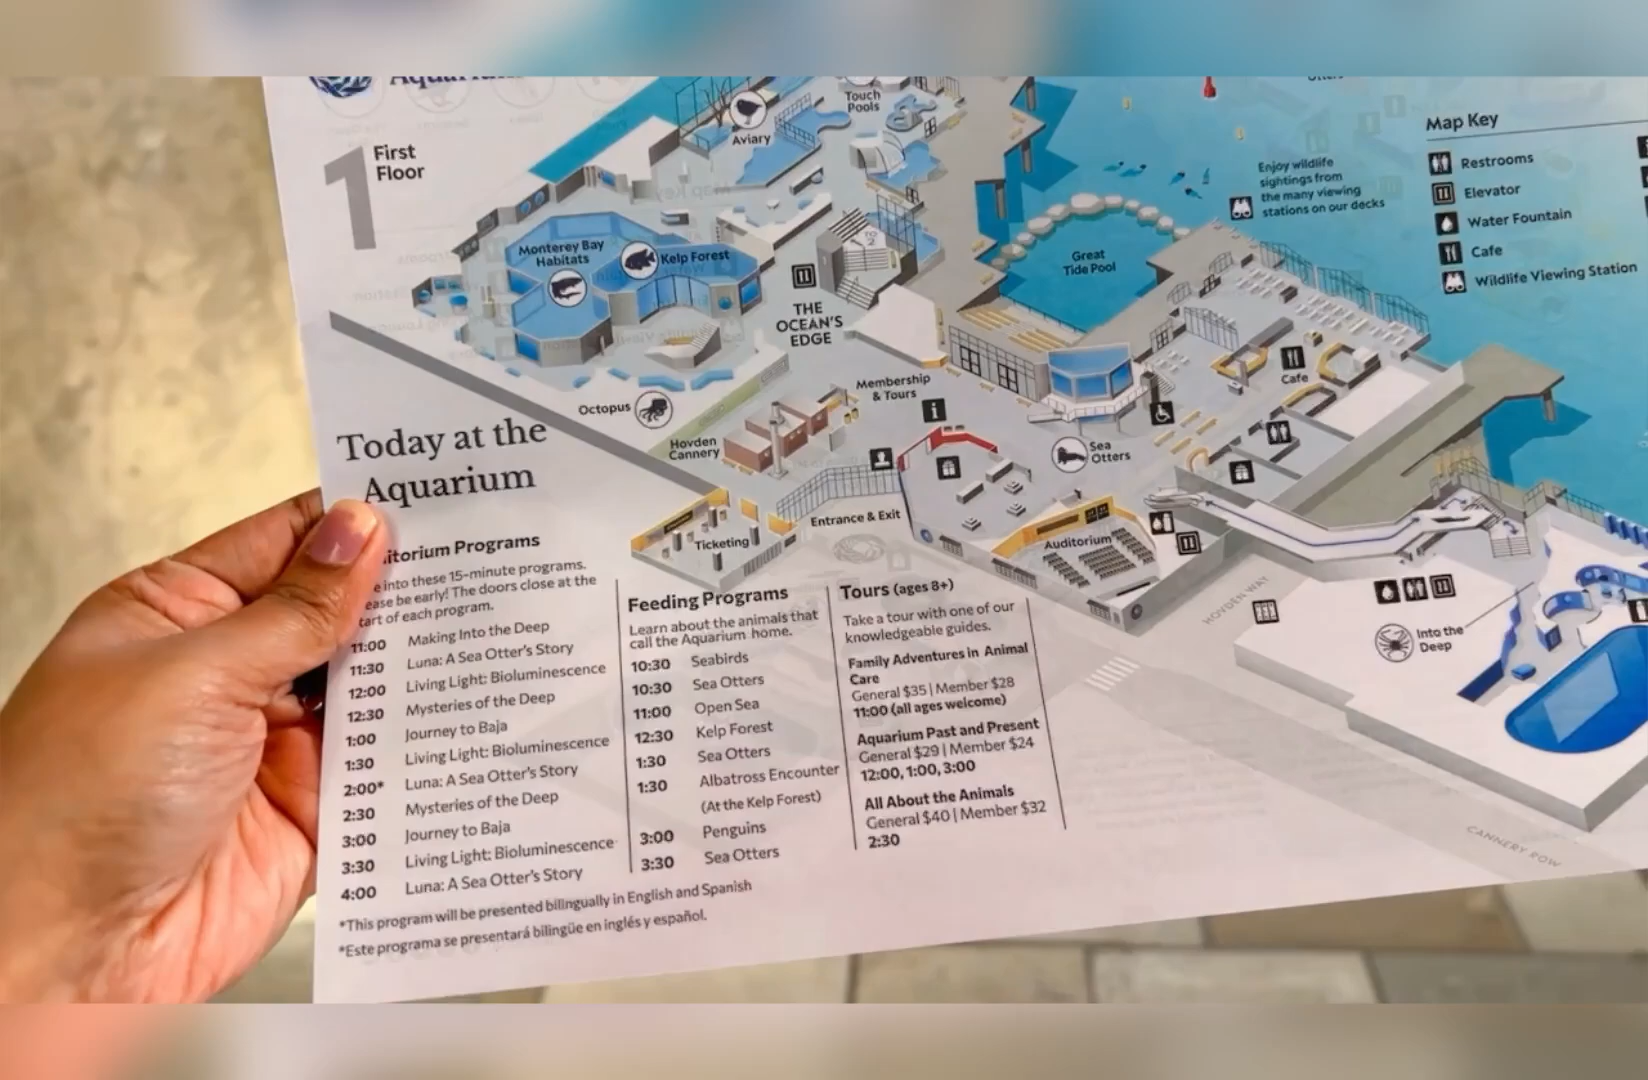 1
First
Floor
Aviary
Touch
Pools
Monterey Bay
Habitats
Kelp Forest
TO
2
THE
OCEAN'S
EDGE
Great
Tide Pool
Enjoy wildlife
sightings from
the many viewing
stations on our decks
Map Key
Restrooms
Elevator
Water Fountain
Cafe
Wildlife Viewing Station
Octopus
Hovden
Cannery
Membership
& Tours
Sea
Otters
Cafe
Ticketing
Entrance & Exit
Auditorium
HOVDEN WAY
Into the
Deep
CANNERY ROW
Today at the
Aquarium
itorium Programs
e into these 15-minute programs.
ease be early! The doors close at the
tart of each program.
11:00 Making Into the Deep
11:30 Luna: A Sea Otter's Story
12:00 Living Light: Bioluminescence
12:30 Mysteries of the Deep
1:00 Journey to Baja
1:30 Living Light: Bioluminescence
2:00* Luna: A Sea Otter's Story
2:30 Mysteries of the Deep
3:00 Journey to Baja
3:30 Living Light: Bioluminescence
4:00 Luna: A Sea Otter's Story
*This program will be presented bilingually in English and Spanish
*Este programa se presentará bilingüe en inglés y español.
Feeding Programs
Learn about the animals that
call the Aquarium home.
10:30 Seabirds
10:30 Sea Otters
11:00 Open Sea
12:30 Kelp Forest
1:30 Sea Otters
1:30 Albatross Encounter
(At the Kelp Forest)
3:00 Penguins
3:30 Sea Otters
Tours (ages 8+)
Take a tour with one of our
knowledgeable guides.
Family Adventures in Animal
Care
General $35 | Member $28
11:00 (all ages welcome)
Aquarium Past and Present
General $29 | Member $24
12:00, 1:00, 3:00
All About the Animals
General $40 | Member $32
2:30